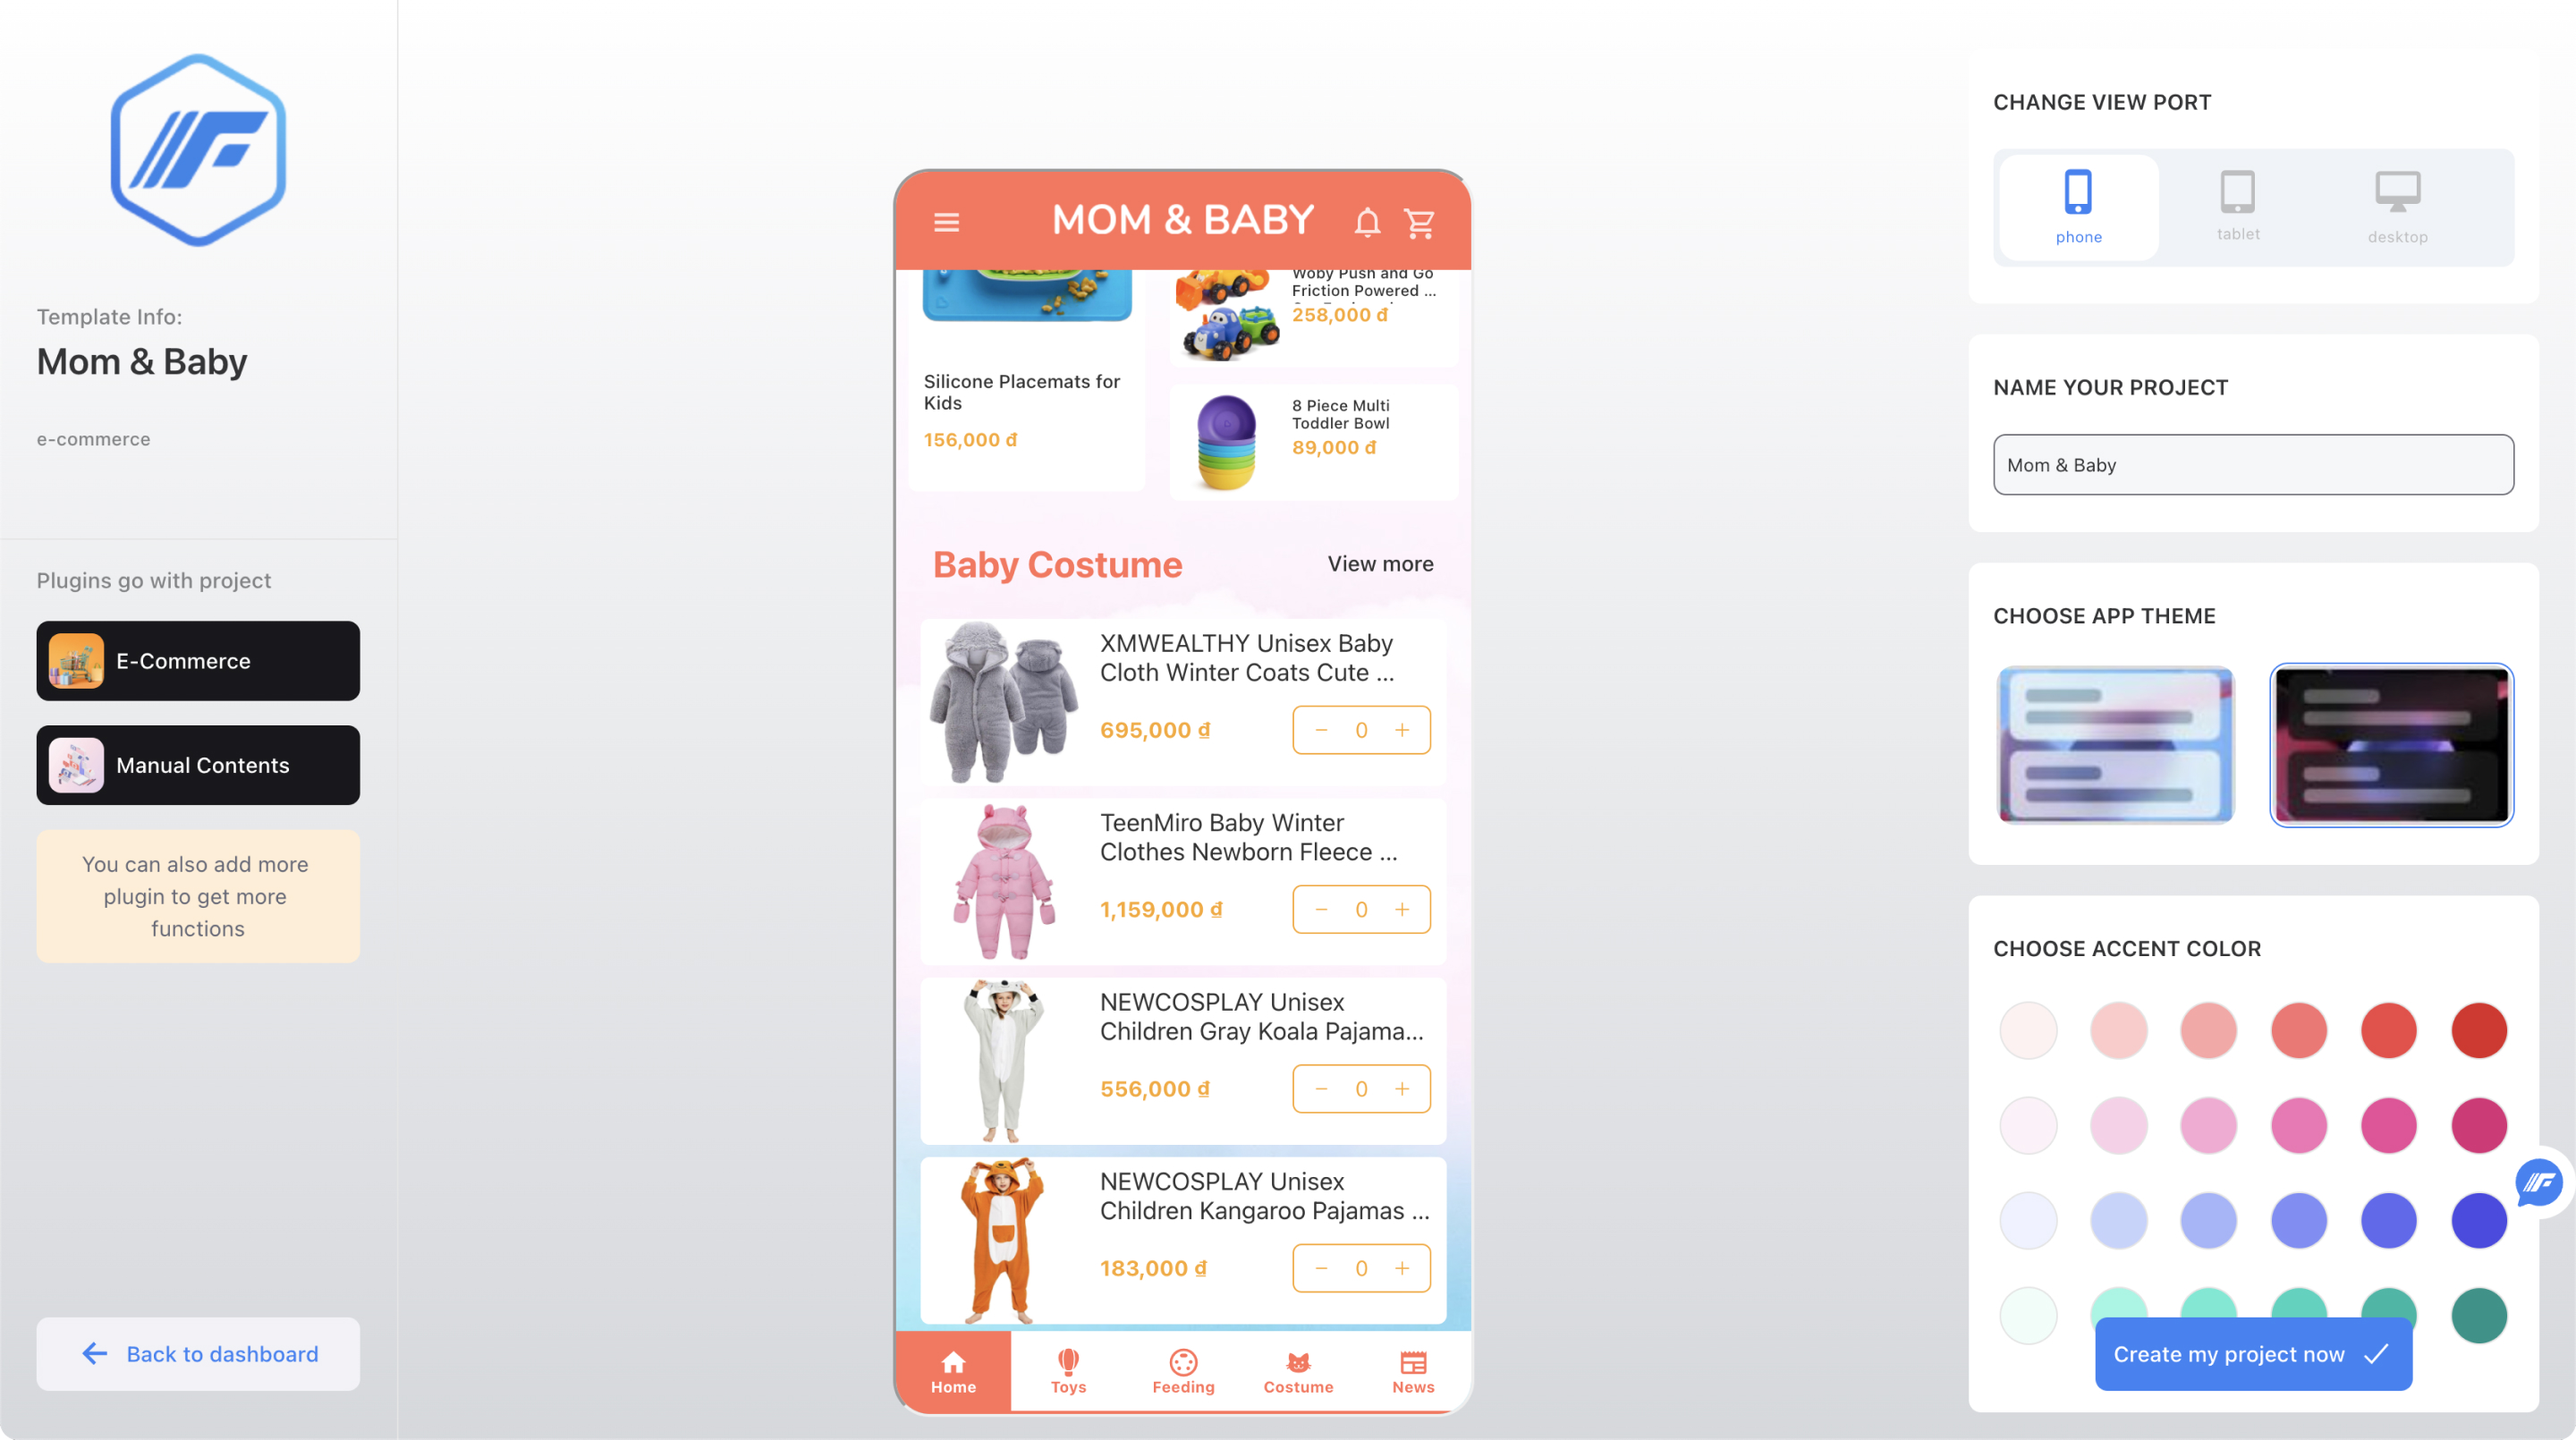 Template Info:
Mom & Baby
e-commerce
Plugins go with project
E-Commerce
Manual Contents
You can also add more
plugin to get more
functions
Back to dashboard
MOM & BABY
Silicone Placemats for
Kids
156,000 đ
Woby Push and Go
Friction Powered ...
258,000 đ
8 Piece Multi
Toddler Bowl
89,000 đ
Baby Costume
View more
XMWEALTHY Unisex Baby
Cloth Winter Coats Cute ...
695,000 ₫
− 0 +
TeenMiro Baby Winter
Clothes Newborn Fleece ...
1,159,000 ₫
− 0 +
NEWCOSPLAY Unisex
Children Gray Koala Pajama...
556,000 ₫
− 0 +
NEWCOSPLAY Unisex
Children Kangaroo Pajamas ...
183,000 ₫
− 0 +
Home
Toys
Feeding
Costume
News
CHANGE VIEW PORT
phone
tablet
desktop
NAME YOUR PROJECT
Mom & Baby
CHOOSE APP THEME
CHOOSE ACCENT COLOR
Create my project now